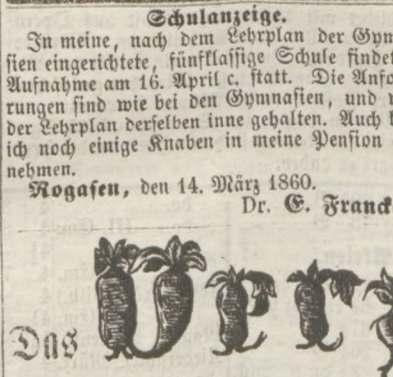 Schulanzeige.
In meine, nach dem Lehrplan der Gym
sien eingerichtete, fünfklassige Schule findet
Aufnahme am 16. April c. statt. Die Anfo
rungen sind wie bei den Gymnasien, und
der Lehrplan derselben inne gehalten. Auch
ich noch einige Knaben in meine Pension
nehmen.
Rogasen, den 14. März 1860.
Dr. E. Franck
Das